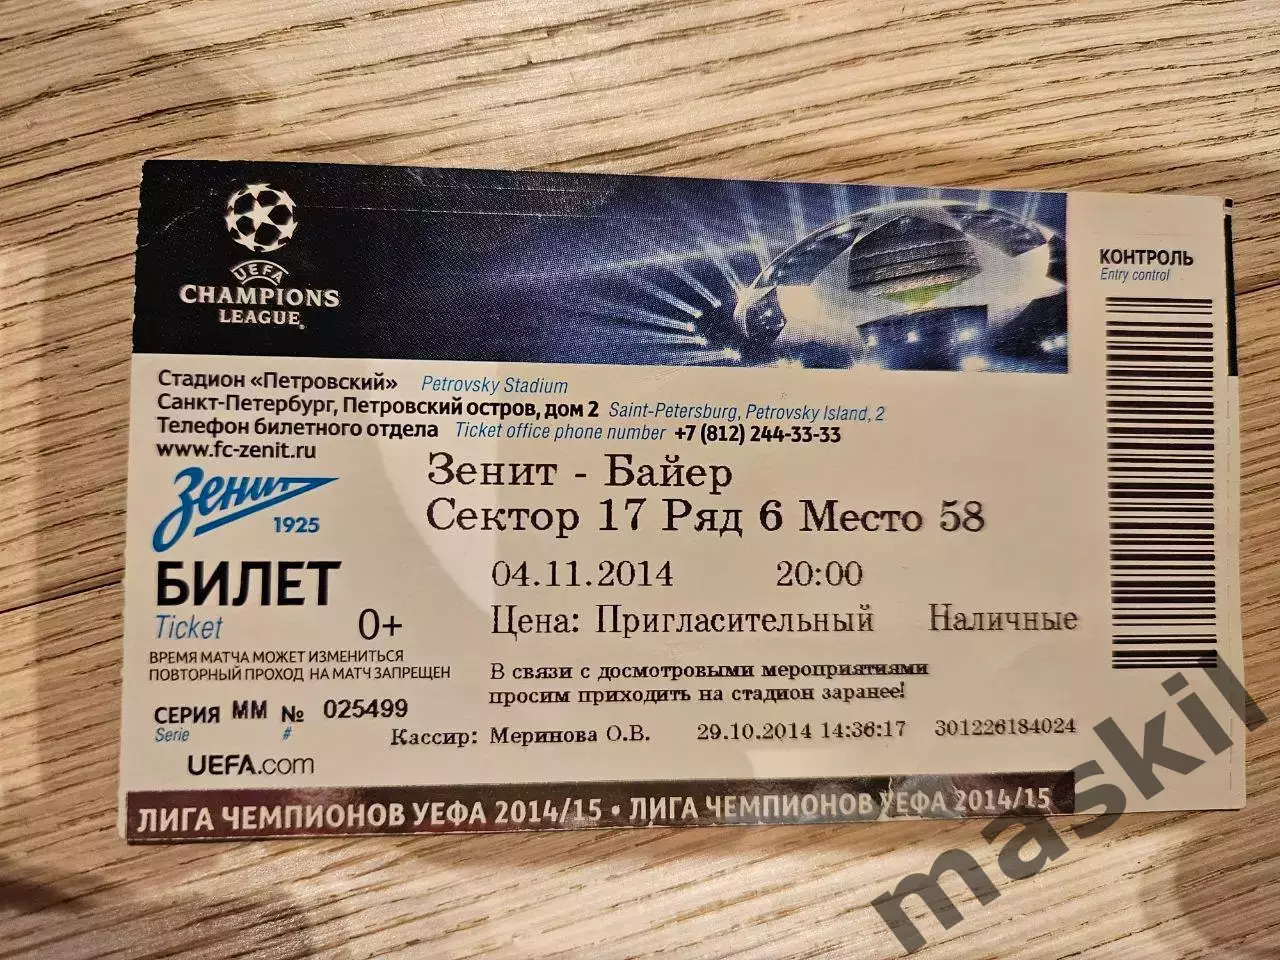 UEFA
CHAMPIONS
LEAGUE®
КОНТРОЛЬ
Entry control
Стадион «Петровский» Petrovsky Stadium
Санкт-Петербург, Петровский остров, дом 2 Saint-Petersburg, Petrovsky Island, 2
Телефон билетного отдела Ticket office phone number +7 (812) 244-33-33
www.fc-zenit.ru
Зенит - Байер
Зенит
1925
Сектор 17 Ряд 6 Место 58
БИЛЕТ
04.11.2014 20:00
Ticket 0+
Цена: Пригласительный Наличные
ВРЕМЯ МАТЧА МОЖЕТ ИЗМЕНИТЬСЯ
ПОВТОРНЫЙ ПРОХОД НА МАТЧ ЗАПРЕЩЕН
В связи с досмотровыми мероприятиями
просим приходить на стадион заранее!
СЕРИЯ ММ № 025499
Serie #
Кассир: Меринова О.В. 29.10.2014 14:36:17 301226184024
UEFA.com
ЛИГА ЧЕМПИОНОВ УЕФА 2014/15 • ЛИГА ЧЕМПИОНОВ УЕФА 2014/15
maskil